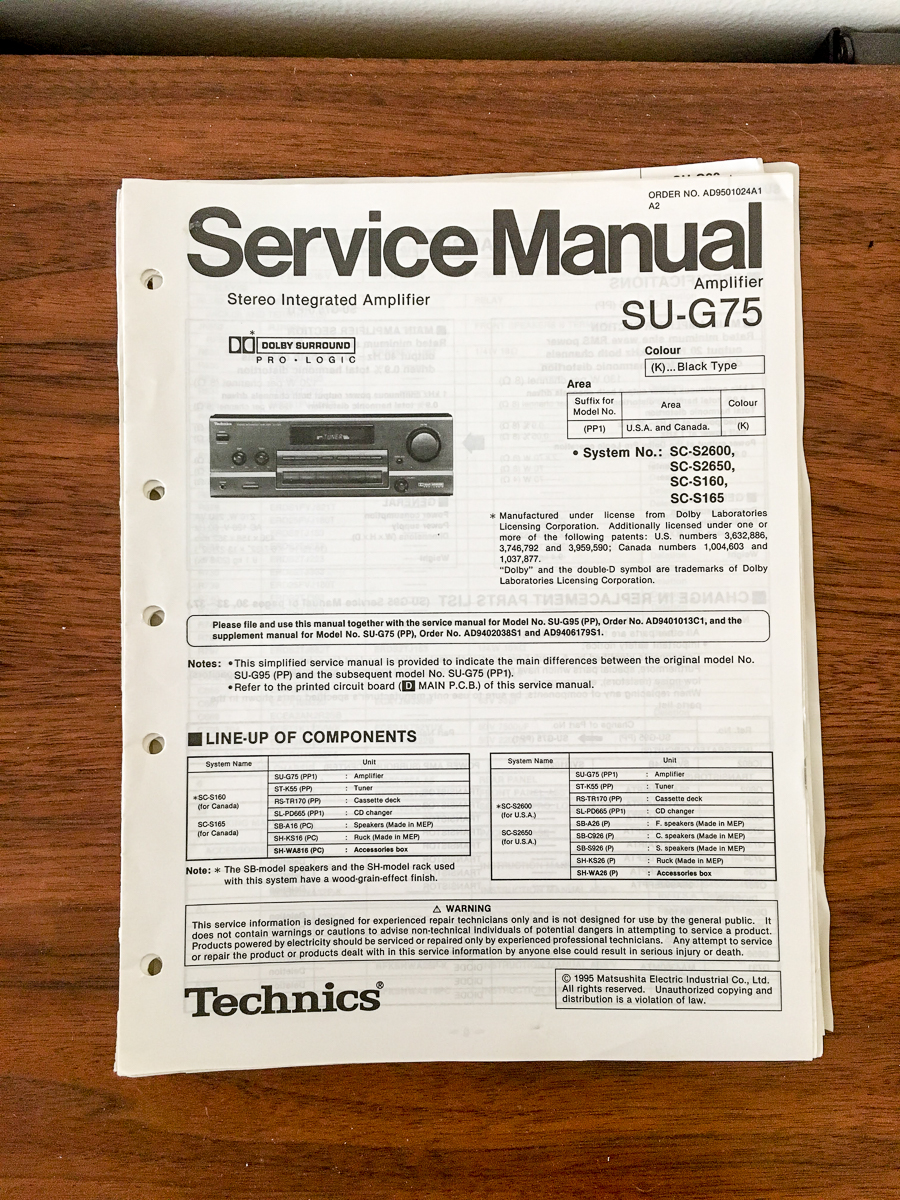 ORDER NO. AD9501024A1
A2
Service Manual
Amplifier
Stereo Integrated Amplifier
SU-G75
*
DOLBY SURROUND
PRO·LOGIC
Colour
(K)...Black Type
Area
Suffix for Model No. Area Colour
(PP1) U.S.A. and Canada. (K)
Technics
TUNER
• System No.: SC-S2600,
SC-S2650,
SC-S160,
SC-S165
* Manufactured under license from Dolby Laboratories
Licensing Corporation. Additionally licensed under one or
more of the following patents: U.S. numbers 3,632,886,
3,746,792 and 3,959,590; Canada numbers 1,004,603 and
1,037,877.
“Dolby” and the double-D symbol are trademarks of Dolby
Laboratories Licensing Corporation.
Please file and use this manual together with the service manual for Model No. SU-G95 (PP), Order No. AD9401013C1, and the
supplement manual for Model No. SU-G75 (PP), Order No. AD9402038S1 and AD9406179S1.
Notes: • This simplified service manual is provided to indicate the main differences between the original model No.
SU-G95 (PP) and the subsequent model No. SU-G75 (PP1).
• Refer to the printed circuit board (D MAIN P.C.B.) of this service manual.
■ LINE-UP OF COMPONENTS
System Name Unit
*SC-S160
(for Canada)
SC-S165
(for Canada)
SU-G75 (PP1) : Amplifier
ST-K55 (PP) : Tuner
RS-TR170 (PP) : Cassette deck
SL-PD665 (PP1) : CD changer
SB-A16 (PC) : Speakers (Made in MEP)
SH-KS16 (PC) : Ruck (Made in MEP)
SH-WA816 (PC) : Accessories box
System Name Unit
*SC-S2600
(for U.S.A.)
SC-S2650
(for U.S.A.)
SU-G75 (PP1) : Amplifier
ST-K55 (PP) : Tuner
RS-TR170 (PP) : Cassette deck
SL-PD665 (PP1) : CD changer
SB-A26 (P) : F. speakers (Made in MEP)
SB-C926 (P) : C. speakers (Made in MEP)
SB-S926 (P) : S. speakers (Made in MEP)
SH-KS26 (P) : Ruck (Made in MEP)
SH-WA26 (P) : Accessories box
Note: * The SB-model speakers and the SH-model rack used
with this system have a wood-grain-effect finish.
⚠ WARNING
This service information is designed for experienced repair technicians only and is not designed for use by the general public. It
does not contain warnings or cautions to advise non-technical individuals of potential dangers in attempting to service a product.
Products powered by electricity should be serviced or repaired only by experienced professional technicians. Any attempt to service
or repair the product or products dealt with in this service information by anyone else could result in serious injury or death.
Technics®
© 1995 Matsushita Electric Industrial Co., Ltd.
All rights reserved. Unauthorized copying and
distribution is a violation of law.